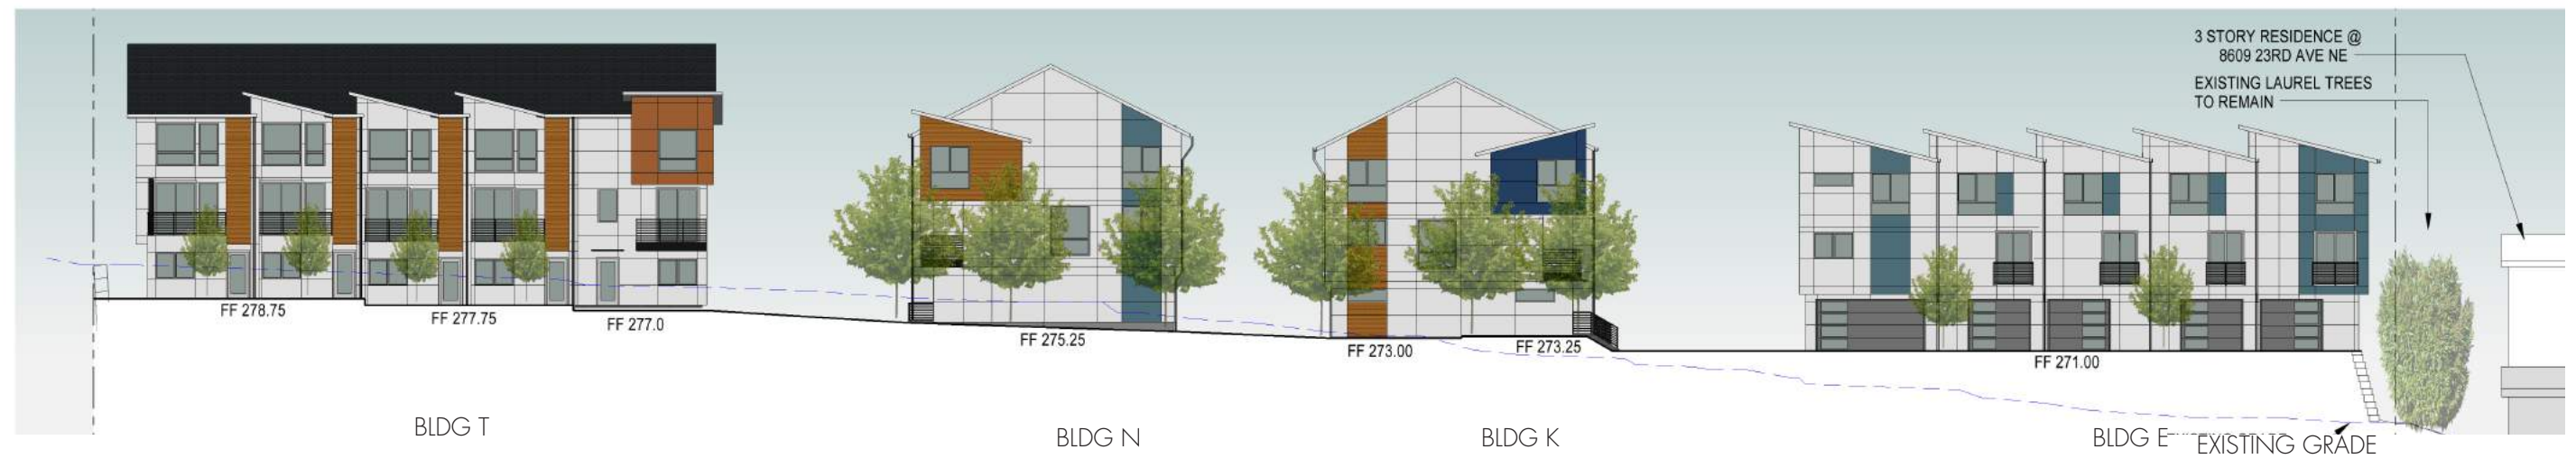 3 STORY RESIDENCE @
8609 23RD AVE NE
EXISTING LAUREL TREES
TO REMAIN
FF 278.75
FF 277.75
FF 277.0
FF 275.25
FF 273.00
FF 273.25
FF 271.00
BLDG T
BLDG N
BLDG K
BLDG E
EXISTING GRADE